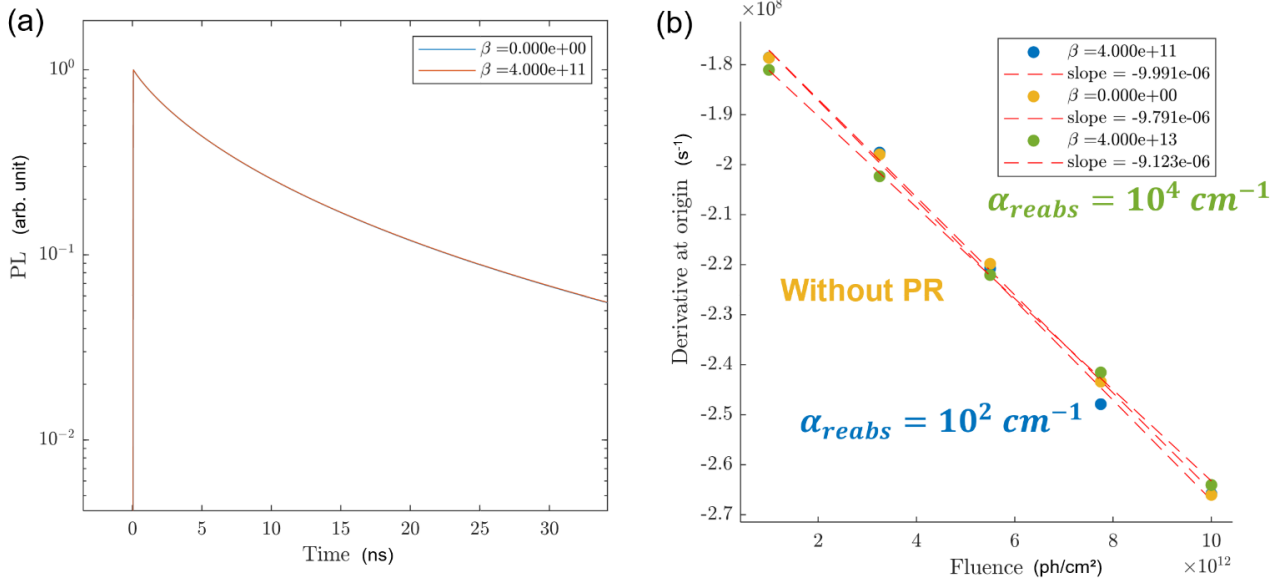 (a)
β =0.000e+00
β =4.000e+11
10⁰
10⁻¹
10⁻²
PL (arb. unit)
0 5 10 15 20 25 30
Time (ns)
(b)
×10⁸
-1.8
-1.9
-2
-2.1
-2.2
-2.3
-2.4
-2.5
-2.6
-2.7
Derivative at origin (s⁻¹)
β =4.000e+11
slope = -9.991e-06
β =0.000e+00
slope = -9.791e-06
β =4.000e+13
slope = -9.123e-06
α_reabs = 10⁴ cm⁻¹
Without PR
α_reabs = 10² cm⁻¹
2 4 6 8 10
×10¹²
Fluence (ph/cm²)